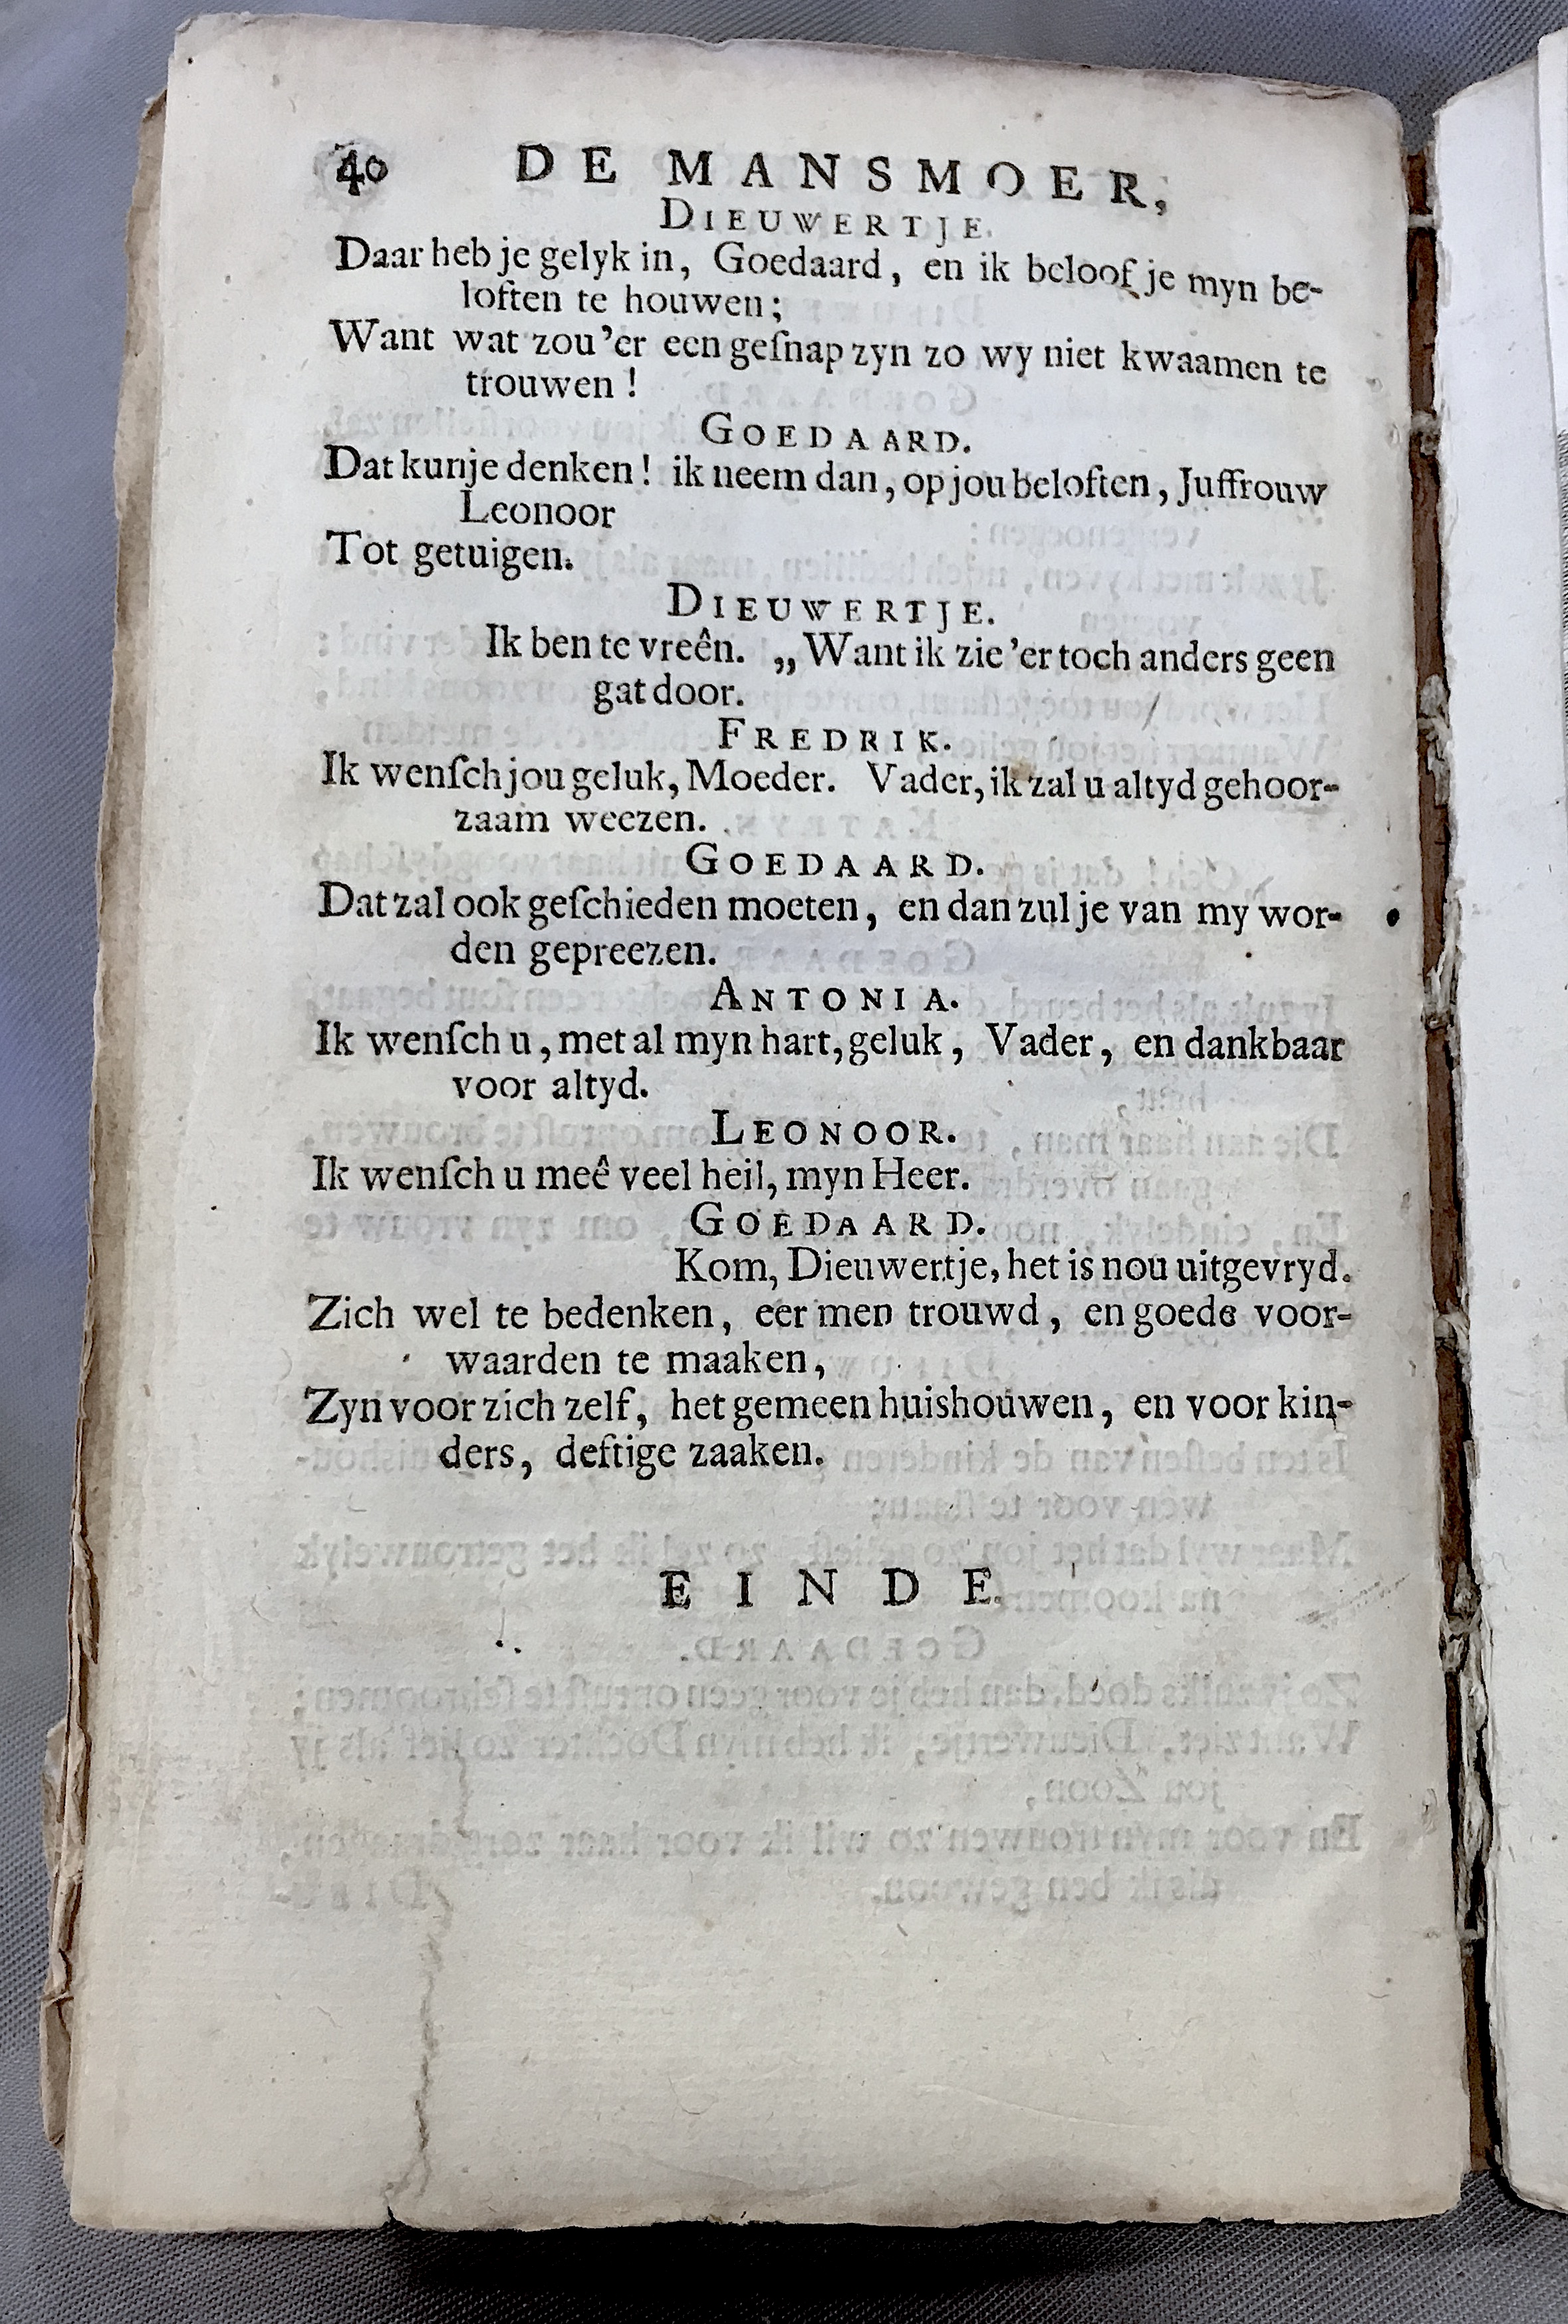 40 DE MANSMOER,
DIEUWERTJE.
Daar heb je gelyk in, Goedaard, en ik beloof je myn be-
loften te houwen;
Want wat zou 'er een geſnap zyn zo wy niet kwaamen te
trouwen!
GOEDAARD.
Dat kunje denken! ik neem dan, op jou beloften, Juffrouw
Leonoor
Tot getuigen.
DIEUWERTJE.
Ik ben te vreên. „Want ik zie 'er toch anders geen
gat door.
FREDRIK.
Ik wenſch jou geluk, Moeder. Vader, ik zal u altyd gehoor-
zaam weezen.
GOEDAARD.
Dat zal ook geſchieden moeten, en dan zul je van my wor-
den gepreezen.
ANTONIA.
Ik wenſch u, met al myn hart, geluk, Vader, en dankbaar
voor altyd.
LEONOOR.
Ik wenſch u meê veel heil, myn Heer.
GOEDAARD.
Kom, Dieuwertje, het is nou uitgevryd.
Zich wel te bedenken, eer men trouwd, en goede voor-
waarden te maaken,
Zyn voor zich zelf, het gemeen huishouwen, en voor kin-
ders, deftige zaaken.
EINDE.